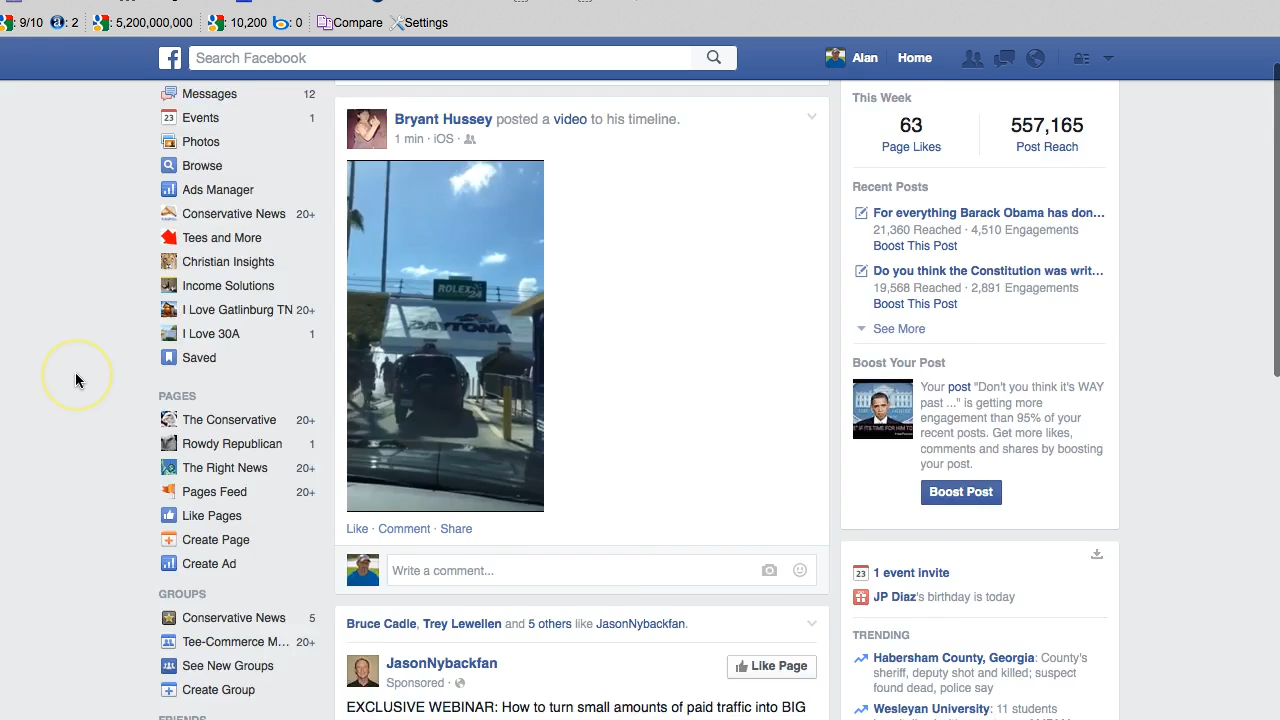 9/10
2
5,200,000,000
10,200
0
Compare
Settings
Search Facebook
Alan
Home
Messages 12
Events 1
Photos
Browse
Ads Manager
Conservative News 20+
Tees and More
Christian Insights
Income Solutions
I Love Gatlinburg TN 20+
I Love 30A 1
Saved
PAGES
The Conservative 20+
Rowdy Republican 1
The Right News 20+
Pages Feed 20+
Like Pages
Create Page
Create Ad
GROUPS
Conservative News 5
Tee-Commerce M... 20+
See New Groups
Create Group
Bryant Hussey posted a video to his timeline.
1 min · iOS ·
ROLEX 24
DAYTONA
Like · Comment · Share
Write a comment...
Bruce Cadle, Trey Lewellen and 5 others like JasonNybackfan.
JasonNybackfan
Sponsored ·
Like Page
EXCLUSIVE WEBINAR: How to turn small amounts of paid traffic into BIG
This Week
63
Page Likes
557,165
Post Reach
Recent Posts
For everything Barack Obama has don...
21,360 Reached · 4,510 Engagements
Boost This Post
Do you think the Constitution was writ...
19,568 Reached · 2,891 Engagements
Boost This Post
See More
Boost Your Post
Your post "Don't you think it's WAY
past ..." is getting more
engagement than 95% of your
recent posts. Get more likes,
comments and shares by boosting
your post.
Boost Post
23 1 event invite
JP Diaz's birthday is today
TRENDING
Habersham County, Georgia: County's
sheriff, deputy shot and killed; suspect
found dead, police say
Wesleyan University: 11 students